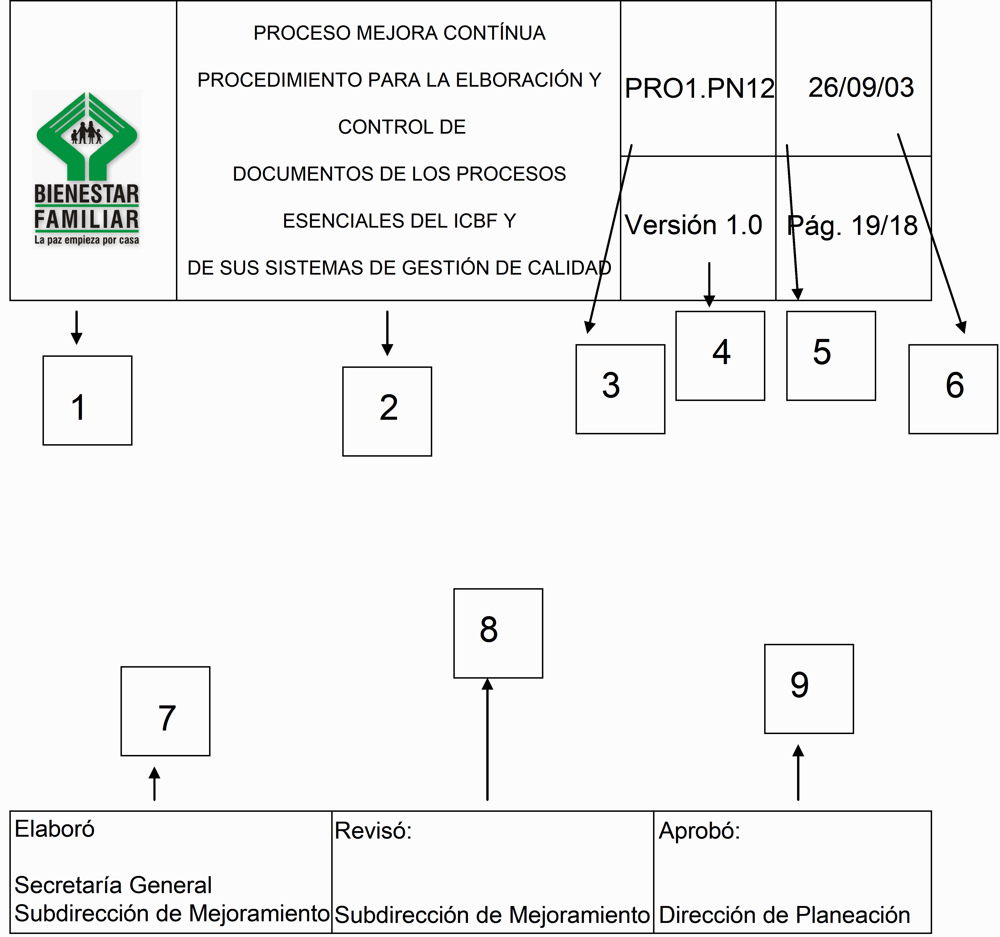 PROCESO MEJORA CONTÍNUA
PROCEDIMIENTO PARA LA ELBORACIÓN Y
CONTROL DE
DOCUMENTOS DE LOS PROCESOS
ESENCIALES DEL ICBF Y
DE SUS SISTEMAS DE GESTIÓN DE CALIDAD
PRO1.PN12
26/09/03
Versión 1.0
Pág. 19/18
BIENESTAR
FAMILIAR
La paz empieza por casa
1
2
3
4
5
6
7
8
9
Elaboró
Secretaría General
Subdirección de Mejoramiento
Revisó:
Subdirección de Mejoramiento
Aprobó:
Dirección de Planeación